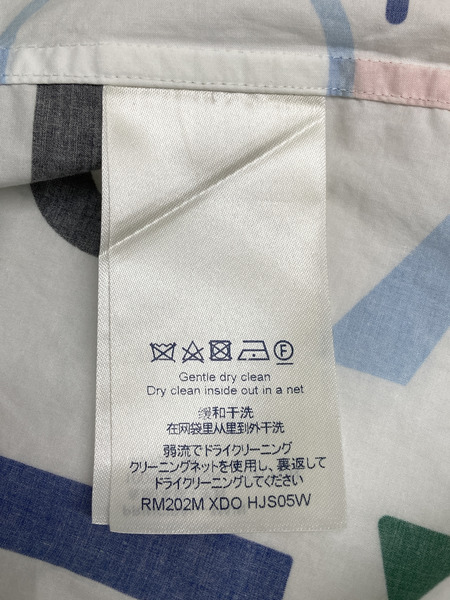 F
Gentle dry clean
Dry clean inside out in a net
缓和干洗
在网袋里从里到外干洗
弱流でドライクリーニング
クリーニングネットを使用し、裏返して
ドライクリーニングしてください
RM202M XDO HJS05W